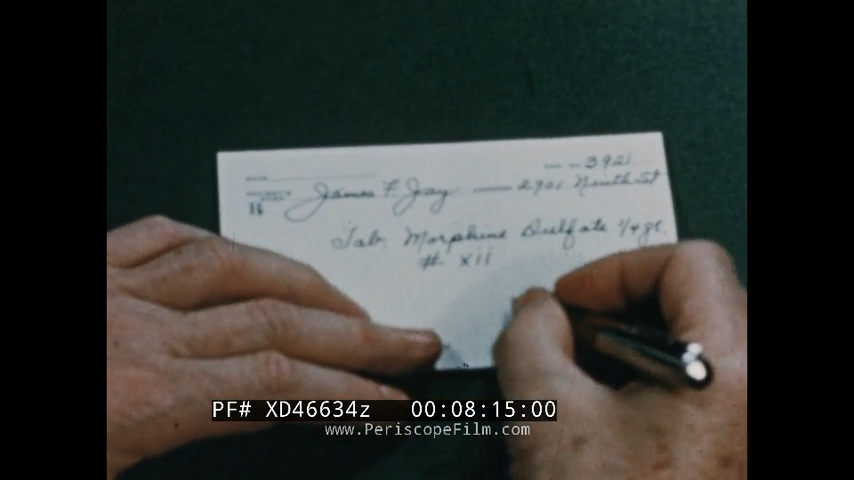 3921
James F. Jay — 2901 Ninth St
Tab. Morphine Sulfate 1/4 gr.
# xii
PF# XD46634z 00:08:15:00
www.PeriscopeFilm.com